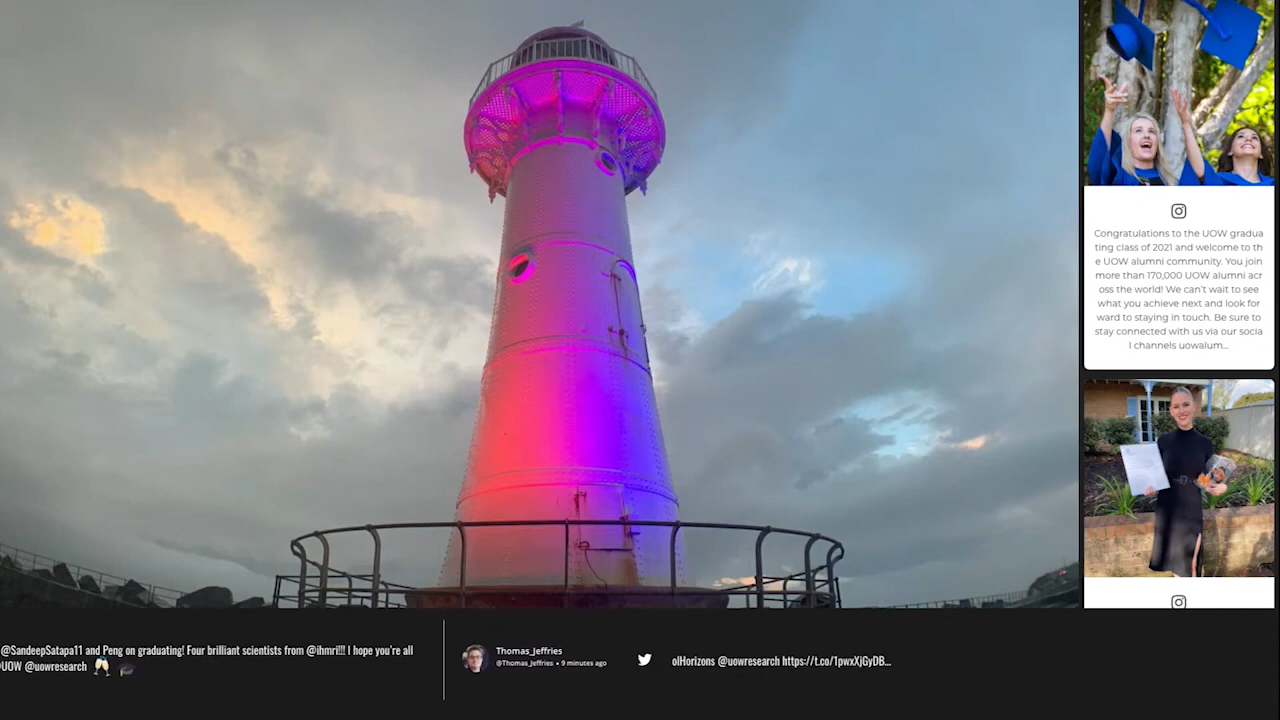 Congratulations to the UOW gradua
ting class of 2021 and welcome to th
e UOW alumni community. You join
more than 170,000 UOW alumni acr
oss the world! We can't wait to see
what you achieve next and look for
ward to staying in touch. Be sure to
stay connected with us via our socia
l channels uowalum...
@SandeepSatapa11 and Peng on graduating! Four brilliant scientists from @ihmri!!! I hope you're all
UOW @uowresearch 🥂 🎓
Thomas_Jeffries
@Thomas_Jeffries • 9 minutes ago
olHorizons @uowresearch https://t.co/1pwxXjGyDB...